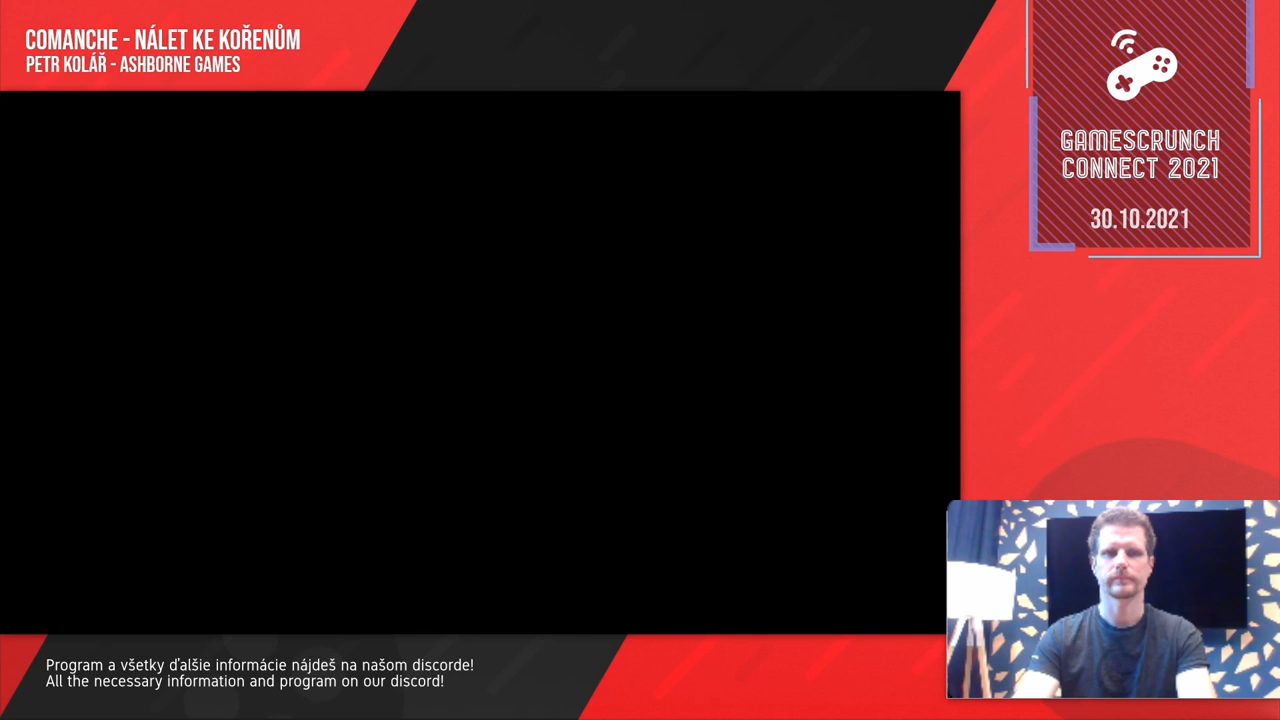 COMANCHE - NÁLET KE KOŘENŮM
PETR KOLÁŘ - ASHBORNE GAMES
GAMESCRUNCH
CONNECT 2021
30.10.2021
Program a všetky ďalšie informácie nájdeš na našom discorde!
All the necessary information and program on our discord!